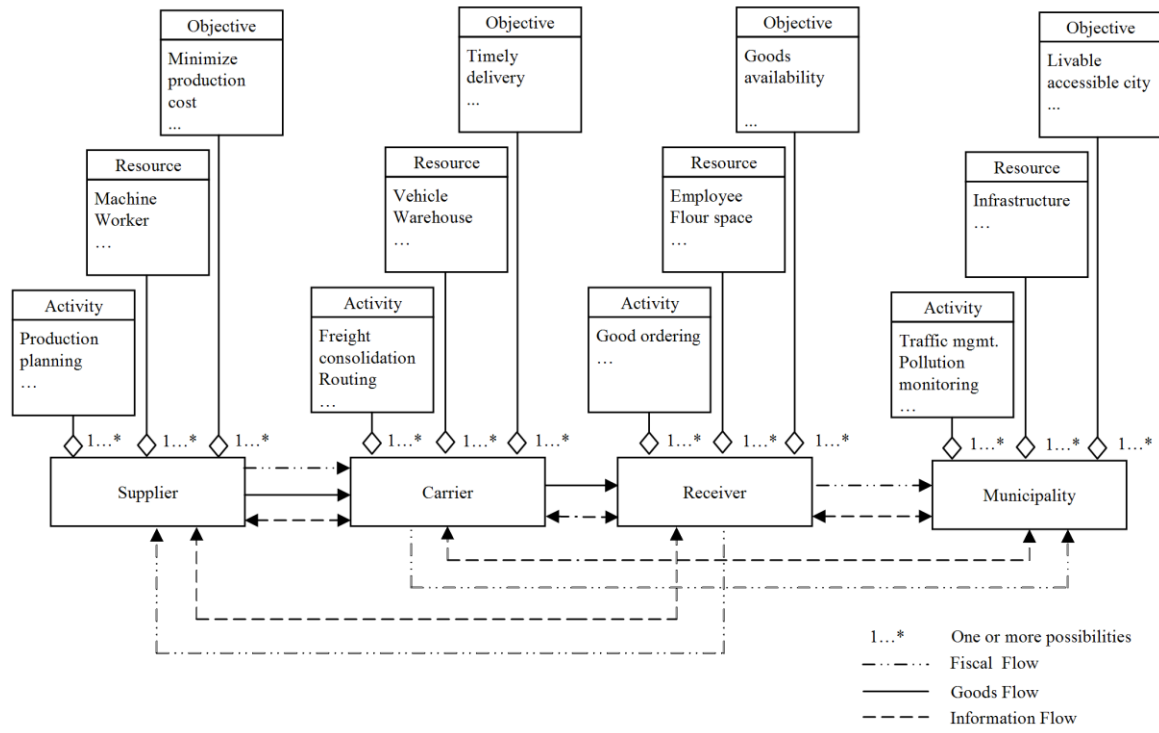 Objective
Minimize
production
cost
...
Objective
Timely
delivery
...
Objective
Goods
availability
...
Objective
Livable
accessible city
...
Resource
Machine
Worker
…
Resource
Vehicle
Warehouse
…
Resource
Employee
Flour space
…
Resource
Infrastructure
…
Activity
Production
planning
…
Activity
Freight
consolidation
Routing
…
Activity
Good ordering
…
Activity
Traffic mgmt.
Pollution
monitoring
…
1…* 1…* 1…*
1…* 1…* 1…*
1…* 1…* 1…*
1…* 1…* 1…*
Supplier
Carrier
Receiver
Municipality
1…* One or more possibilities
Fiscal Flow
Goods Flow
Information Flow